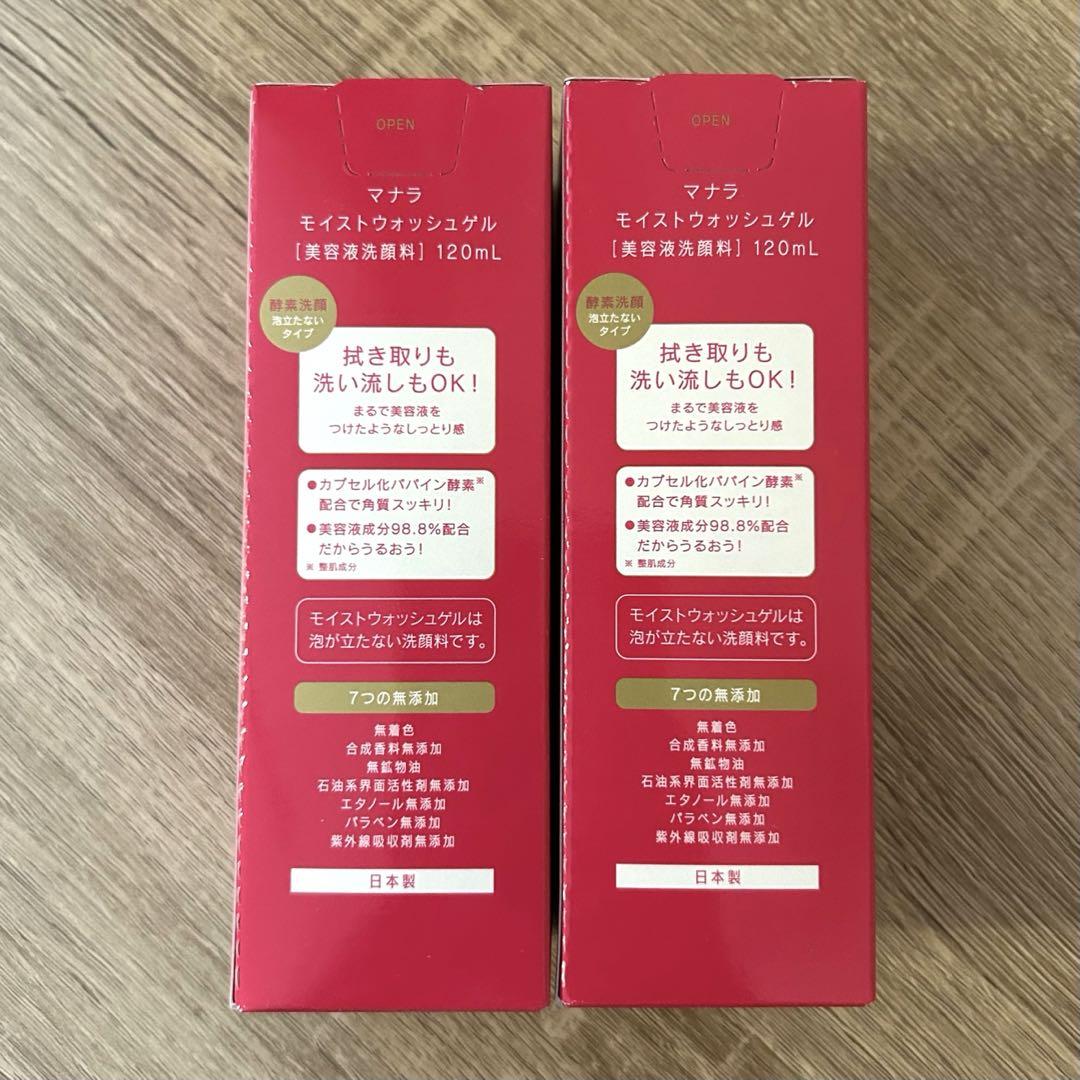 OPEN
マナラ
モイストウォッシュゲル
[美容液洗顔料] 120mL
酵素洗顔
泡立たない
タイプ
拭き取りも
洗い流しもOK!
まるで美容液を
つけたようなしっとり感
●カプセル化パパイン酵素※
配合で角質スッキリ!
●美容液成分98.8%配合
だからうるおう!
※ 整肌成分
モイストウォッシュゲルは
泡が立たない洗顔料です。
7つの無添加
無着色
合成香料無添加
無鉱物油
石油系界面活性剤無添加
エタノール無添加
パラベン無添加
紫外線吸収剤無添加
日本製
OPEN
マナラ
モイストウォッシュゲル
[美容液洗顔料] 120mL
酵素洗顔
泡立たない
タイプ
拭き取りも
洗い流しもOK!
まるで美容液を
つけたようなしっとり感
●カプセル化パパイン酵素※
配合で角質スッキリ!
●美容液成分98.8%配合
だからうるおう!
※ 整肌成分
モイストウォッシュゲルは
泡が立たない洗顔料です。
7つの無添加
無着色
合成香料無添加
無鉱物油
石油系界面活性剤無添加
エタノール無添加
パラベン無添加
紫外線吸収剤無添加
日本製